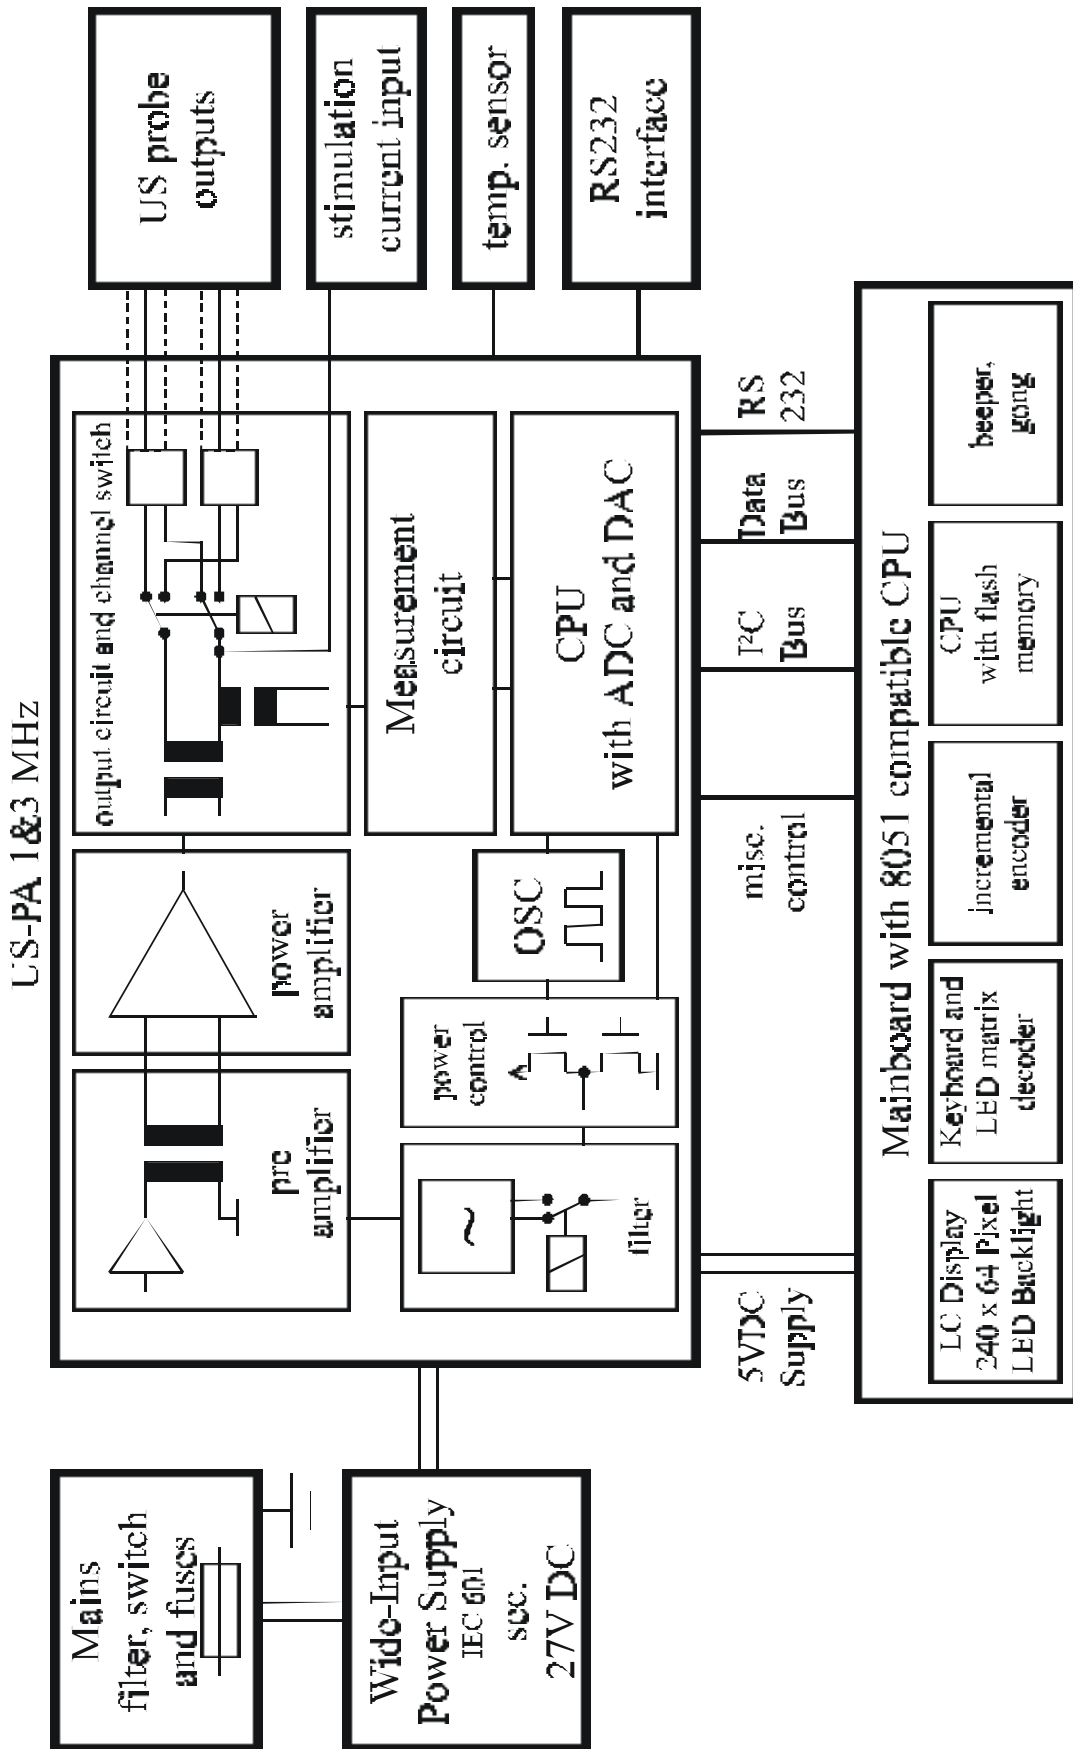 US-PA 1&3 MHz
Mains
filter, switch
and fuses
Wide-Input
Power Supply
IEC 601
sec.
27V DC
pre
amplifier
power
amplifier
output circuit and channel switch
US probe
outputs
stimulation
current input
temp. sensor
RS232
interface
~
filter
power
control
OSC
Measurement
circuit
CPU
with ADC and DAC
5VDC
Supply
misc.
control
I²C
Bus
Data
Bus
RS
232
Mainboard with 8051 compatible CPU
LC Display
240 x 64 Pixel
LED Backlight
Keyboard and
LED matrix
decoder
incremental
encoder
CPU
with flash
memory
beeper,
gong